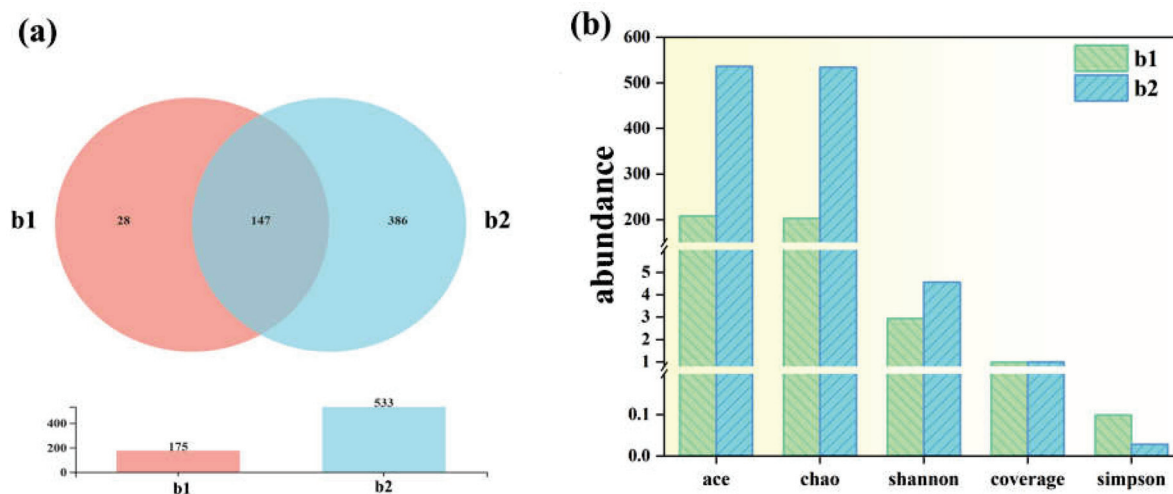 (a)
b1
28
147
386
b2
400
200
0
175
533
b1
b2
(b)
abundance
600
500
400
300
200
5
4
3
2
1
0.1
0.0
b1
b2
ace
chao
shannon
coverage
simpson